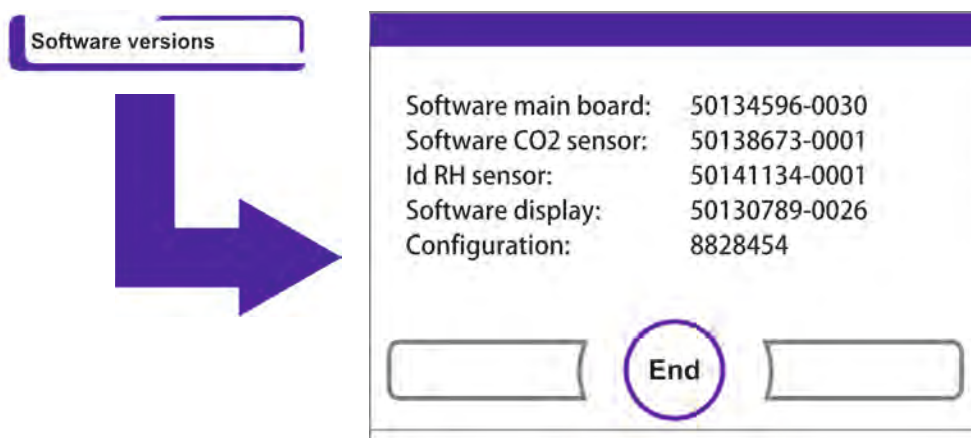 Software versions
Software main board: 50134596-0030
Software CO2 sensor: 50138673-0001
Id RH sensor: 50141134-0001
Software display: 50130789-0026
Configuration: 8828454
End